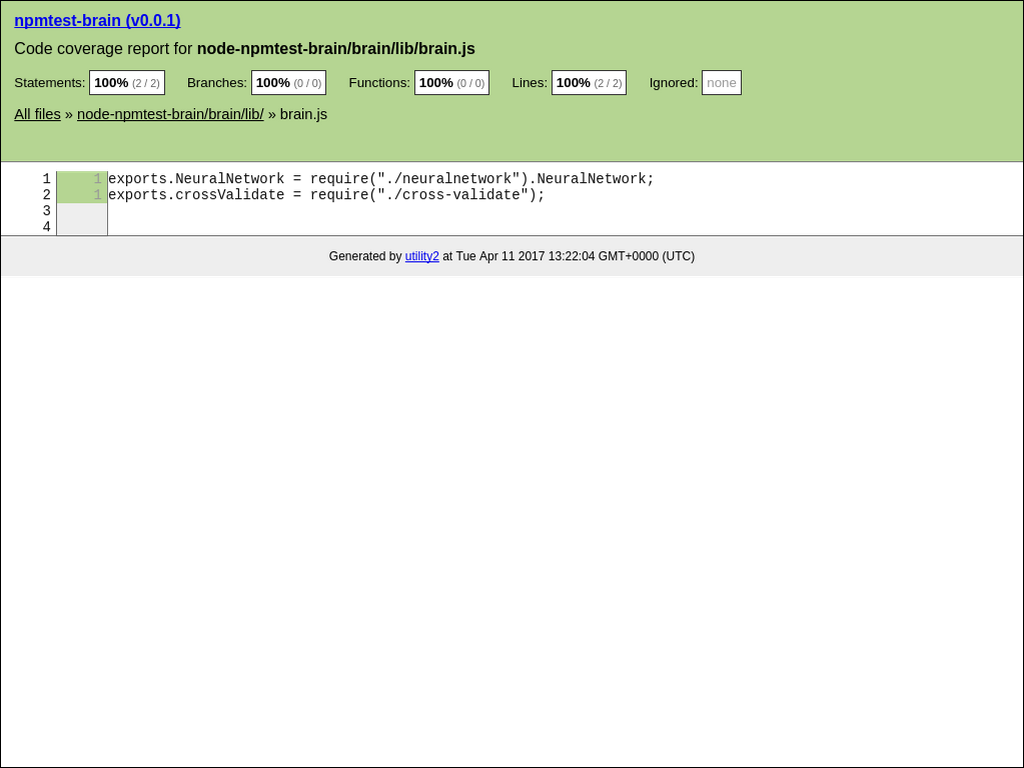 npmtest-brain (v0.0.1)
Code coverage report for node-npmtest-brain/brain/lib/brain.js
Statements: 100% (2 / 2) Branches: 100% (0 / 0) Functions: 100% (0 / 0) Lines: 100% (2 / 2) Ignored: none
All files » node-npmtest-brain/brain/lib/ » brain.js
1 1 exports.NeuralNetwork = require("./neuralnetwork").NeuralNetwork;
2 1 exports.crossValidate = require("./cross-validate");
3
4
Generated by utility2 at Tue Apr 11 2017 13:22:04 GMT+0000 (UTC)